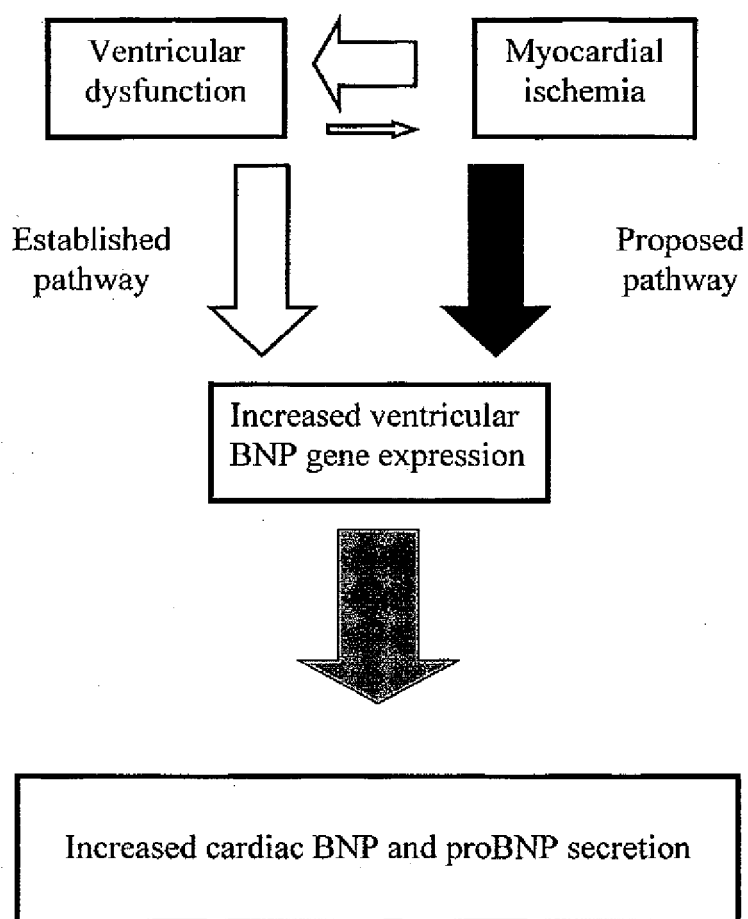 Ventricular
dysfunction
Myocardial
ischemia
Established
pathway
Proposed
pathway
Increased ventricular
BNP gene expression
Increased cardiac BNP and proBNP secretion